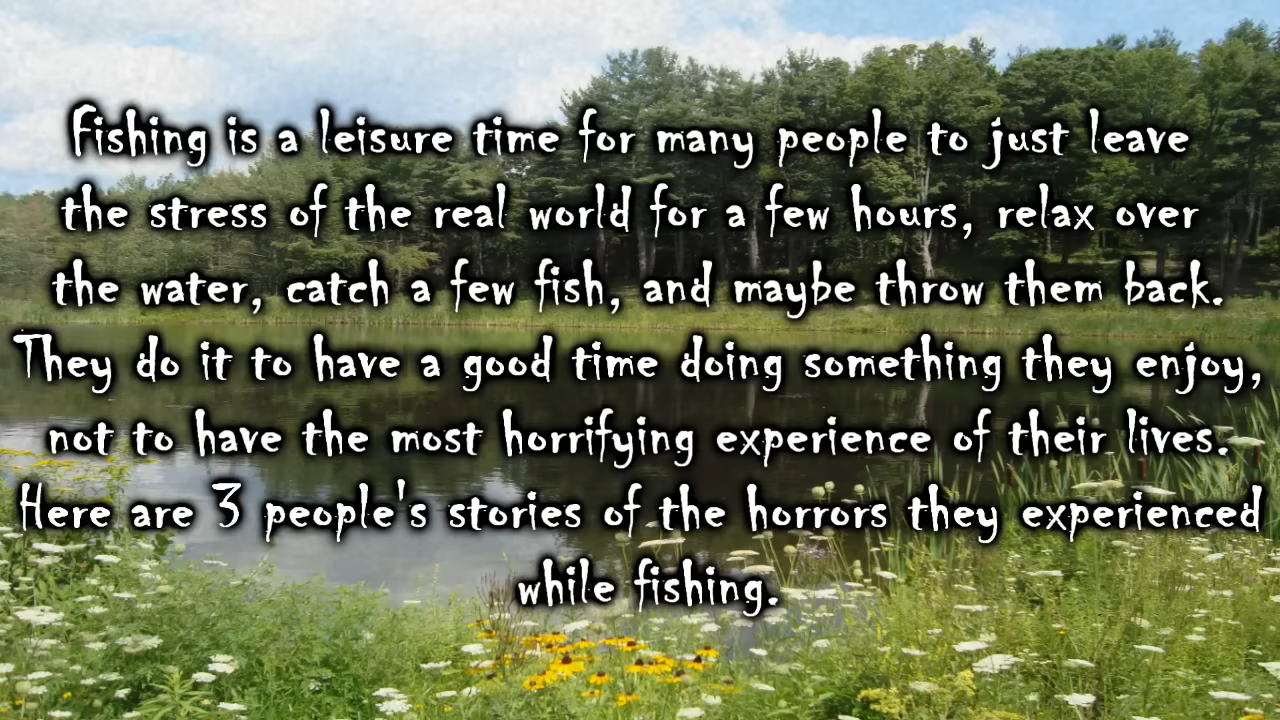 Fishing is a leisure time for many people to just leave
the stress of the real world for a few hours, relax over
the water, catch a few fish, and maybe throw them back.
They do it to have a good time doing something they enjoy,
not to have the most horrifying experience of their lives.
Here are 3 people's stories of the horrors they experienced
while fishing.